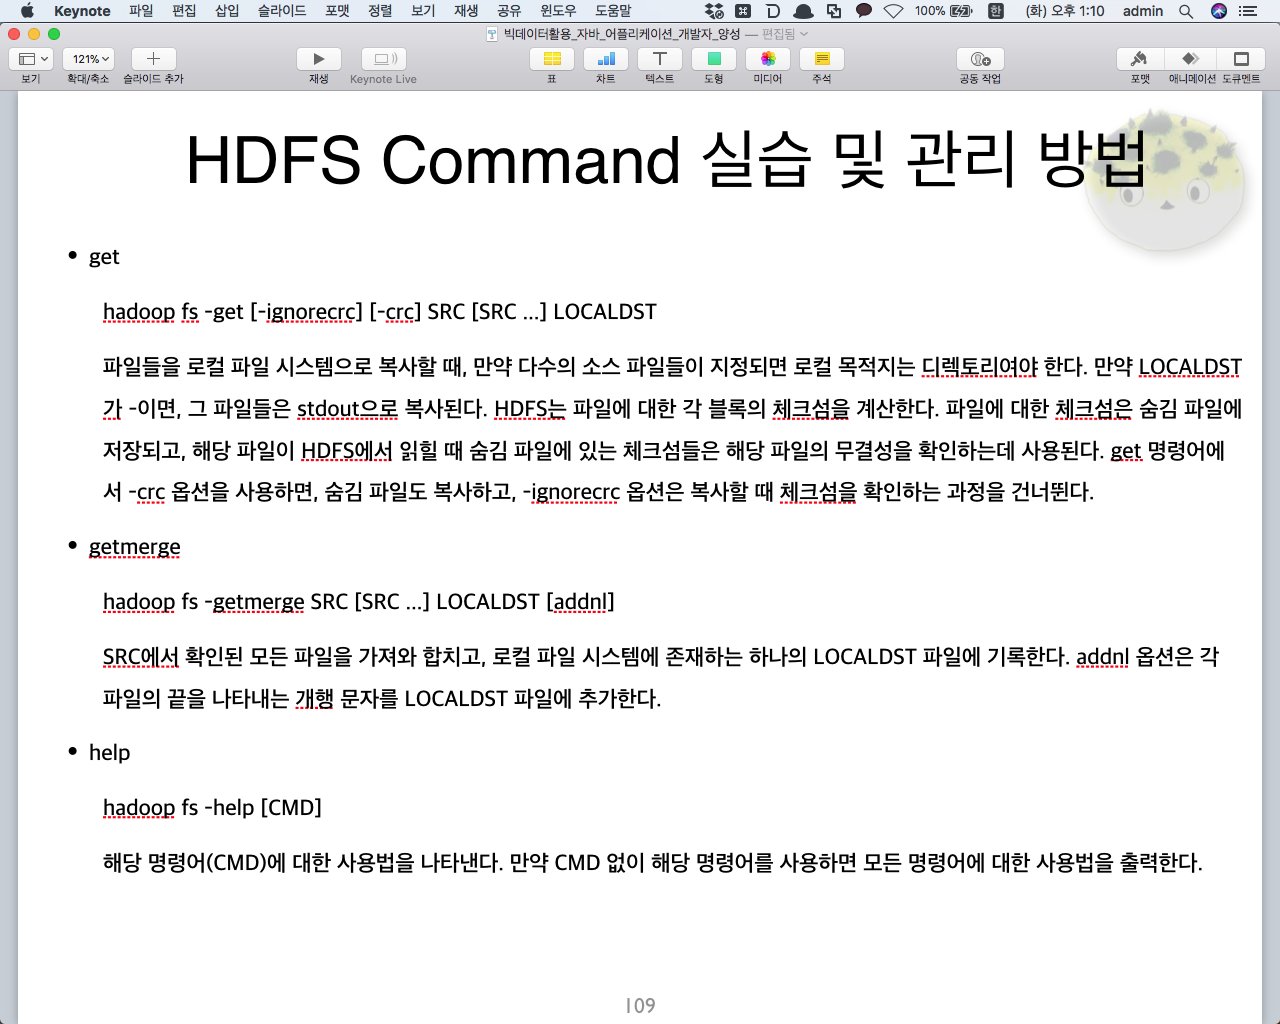 Keynote 파일 편집 삽입 슬라이드 포맷 정렬 보기 재생 공유 윈도우 도움말 100% 한 (화) 오후 1:10 admin
빅데이터활용_자바_어플리케이션_개발자_양성 — 편집됨
121%
보기 확대/축소 슬라이드 추가 재생 Keynote Live 표 차트 텍스트 도형 미디어 주석 공동 작업 포맷 애니메이션 도큐멘트
HDFS Command 실습 및 관리 방법
• get
hadoop fs -get [-ignorecrc] [-crc] SRC [SRC ...] LOCALDST
파일들을 로컬 파일 시스템으로 복사할 때, 만약 다수의 소스 파일들이 지정되면 로컬 목적지는 디렉토리여야 한다. 만약 LOCALDST
가 -이면, 그 파일들은 stdout으로 복사된다. HDFS는 파일에 대한 각 블록의 체크섬을 계산한다. 파일에 대한 체크섬은 숨김 파일에
저장되고, 해당 파일이 HDFS에서 읽힐 때 숨김 파일에 있는 체크섬들은 해당 파일의 무결성을 확인하는데 사용된다. get 명령어에
서 -crc 옵션을 사용하면, 숨김 파일도 복사하고, -ignorecrc 옵션은 복사할 때 체크섬을 확인하는 과정을 건너뛴다.
• getmerge
hadoop fs -getmerge SRC [SRC ...] LOCALDST [addnl]
SRC에서 확인된 모든 파일을 가져와 합치고, 로컬 파일 시스템에 존재하는 하나의 LOCALDST 파일에 기록한다. addnl 옵션은 각
파일의 끝을 나타내는 개행 문자를 LOCALDST 파일에 추가한다.
• help
hadoop fs -help [CMD]
해당 명령어(CMD)에 대한 사용법을 나타낸다. 만약 CMD 없이 해당 명령어를 사용하면 모든 명령어에 대한 사용법을 출력한다.
109